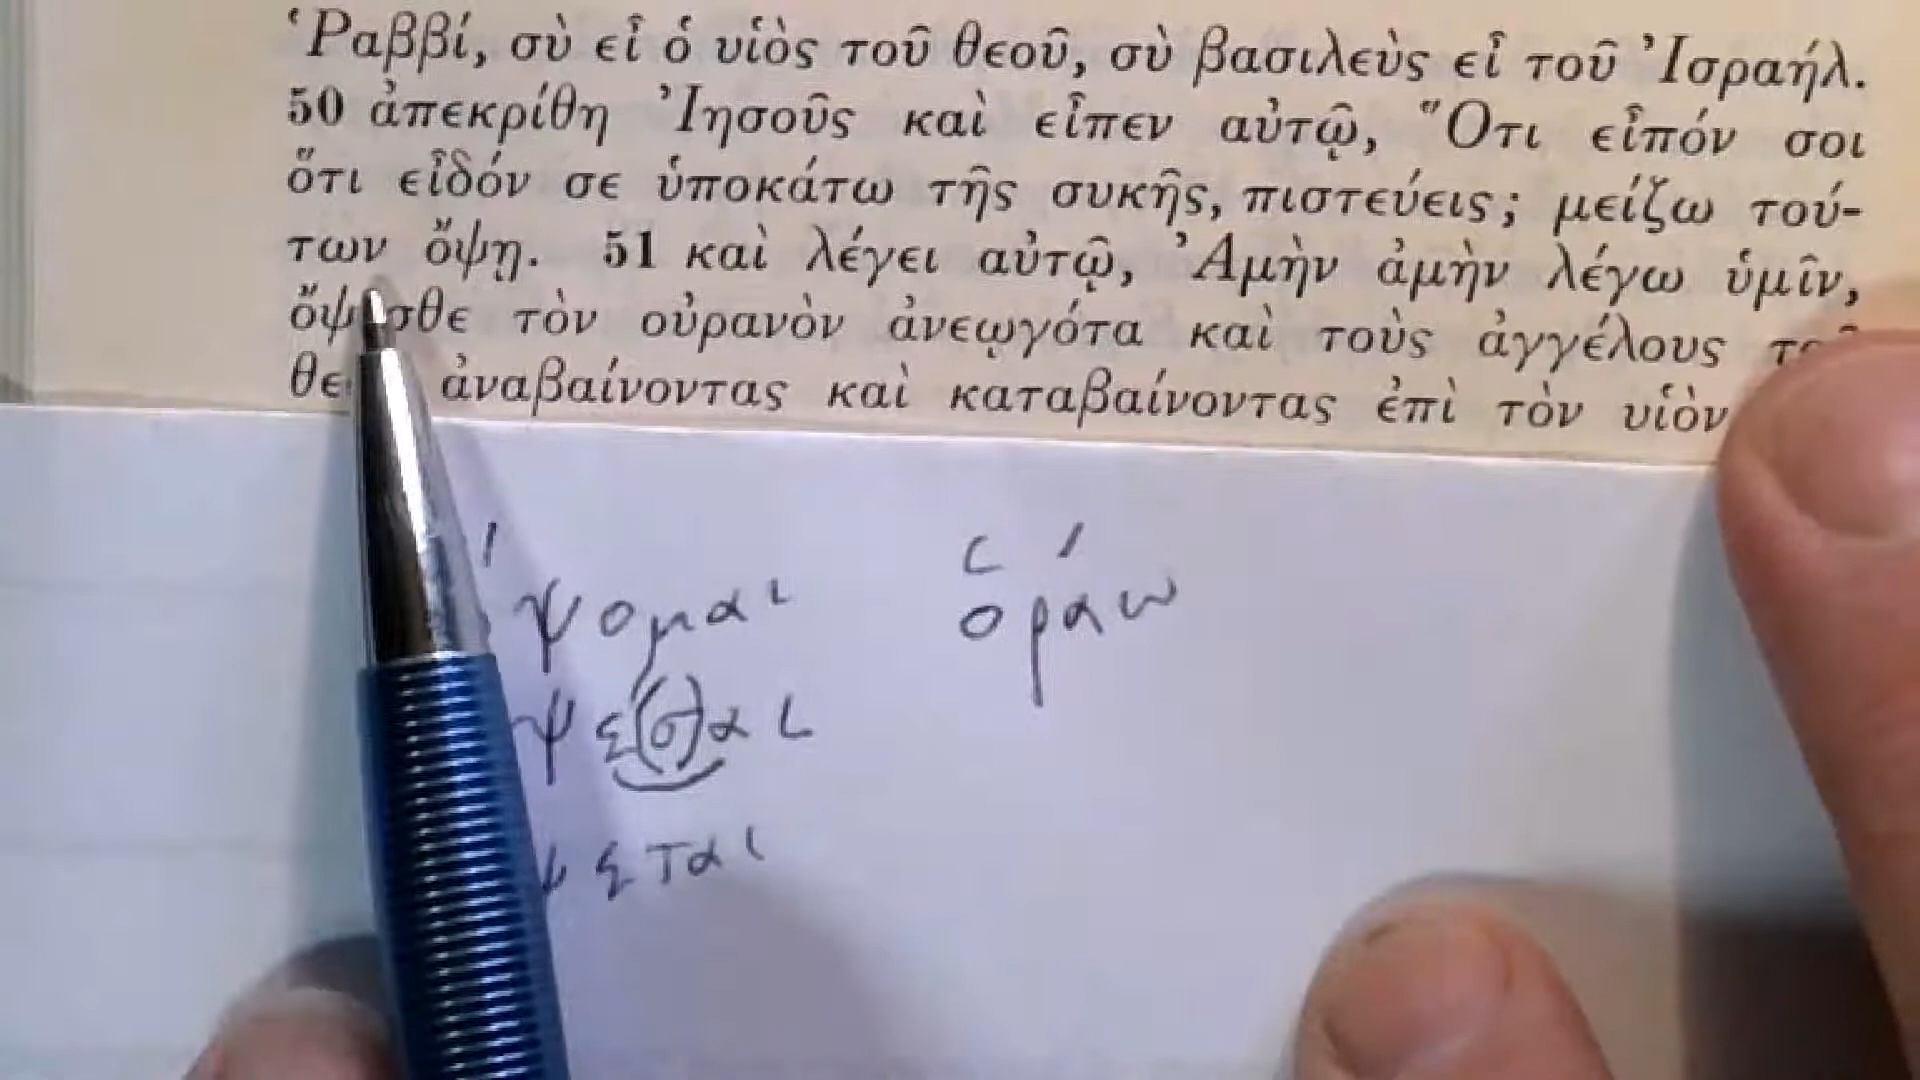 Ῥαββί, σὺ εἶ ὁ υἱὸς τοῦ θεοῦ, σὺ βασιλεὺς εἶ τοῦ Ἰσραήλ.
50 ἀπεκρίθη Ἰησοῦς καὶ εἶπεν αὐτῷ, Ὅτι εἶπόν σοι
ὅτι εἶδόν σε ὑποκάτω τῆς συκῆς, πιστεύεις; μείζω τού-
των ὄψῃ. 51 καὶ λέγει αὐτῷ, Ἀμὴν ἀμὴν λέγω ὑμῖν,
τὸν οὐρανὸν ἀνεῳγότα καὶ τοὺς ἀγγέλους
ἀναβαίνοντας καὶ καταβαίνοντας ἐπὶ τὸν υἱὸν
ψομαι ὁράω
ψε(σ)αι
ψεται